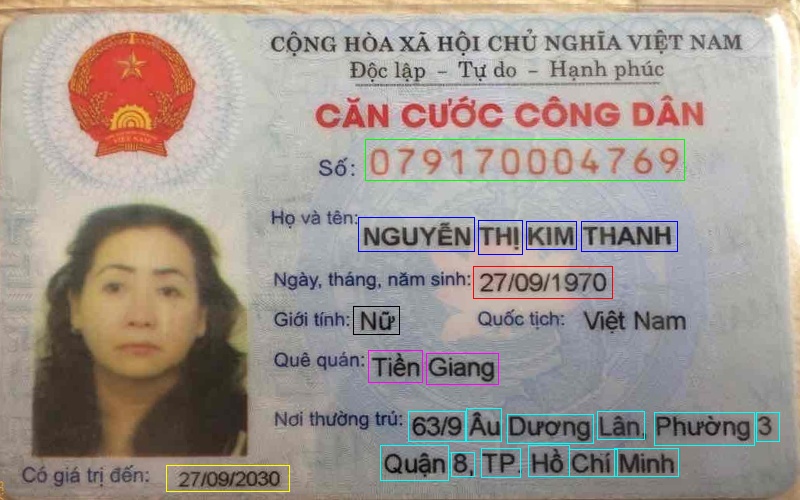 CỘNG HÒA XÃ HỘI CHỦ NGHĨA VIỆT NAM
Độc lập - Tự do - Hạnh phúc
CĂN CƯỚC CÔNG DÂN
Số: 079170004769
Họ và tên: NGUYỄN THỊ KIM THANH
Ngày, tháng, năm sinh: 27/09/1970
Giới tính: Nữ Quốc tịch: Việt Nam
Quê quán: Tiền Giang
Nơi thường trú: 63/9 Âu Dương Lân, Phường 3
Quận 8, TP. Hồ Chí Minh
Có giá trị đến: 27/09/2030
VIỆT NAM